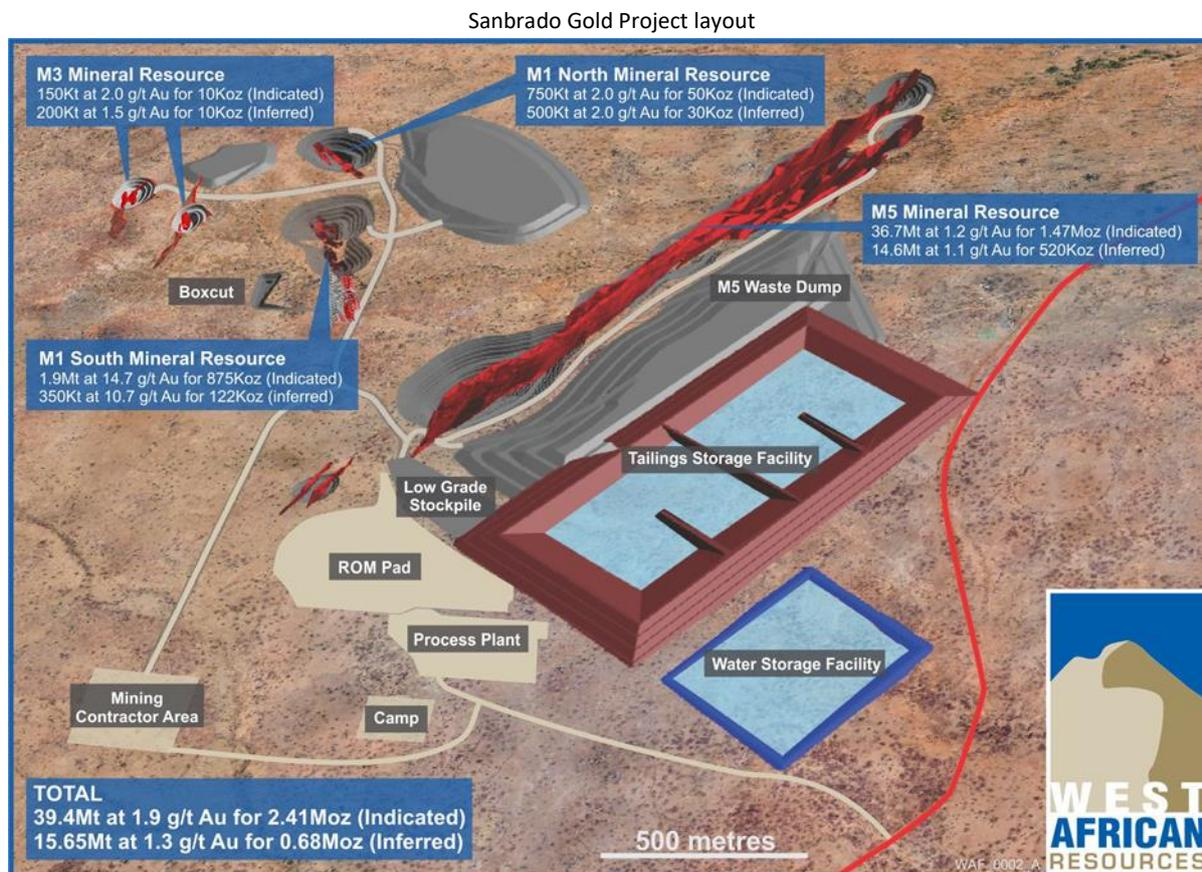 Sanbrado Gold Project layout
M3 Mineral Resource
150Kt at 2.0 g/t Au for 10Koz (Indicated)
200Kt at 1.5 g/t Au for 10Koz (Inferred)
M1 North Mineral Resource
750Kt at 2.0 g/t Au for 50Koz (Indicated)
500Kt at 2.0 g/t Au for 30Koz (Inferred)
M5 Mineral Resource
36.7Mt at 1.2 g/t Au for 1.47Moz (Indicated)
14.6Mt at 1.1 g/t Au for 520Koz (Inferred)
Boxcut
M5 Waste Dump
M1 South Mineral Resource
1.9Mt at 14.7 g/t Au for 875Koz (Indicated)
350Kt at 10.7 g/t Au for 122Koz (inferred)
Tailings Storage Facility
Low Grade
Stockpile
ROM Pad
Process Plant
Water Storage Facility
Mining
Contractor Area
Camp
TOTAL
39.4Mt at 1.9 g/t Au for 2.41Moz (Indicated)
15.65Mt at 1.3 g/t Au for 0.68Moz (Inferred)
500 metres
WAF_0002_A
WEST
AFRICAN
RESOURCES